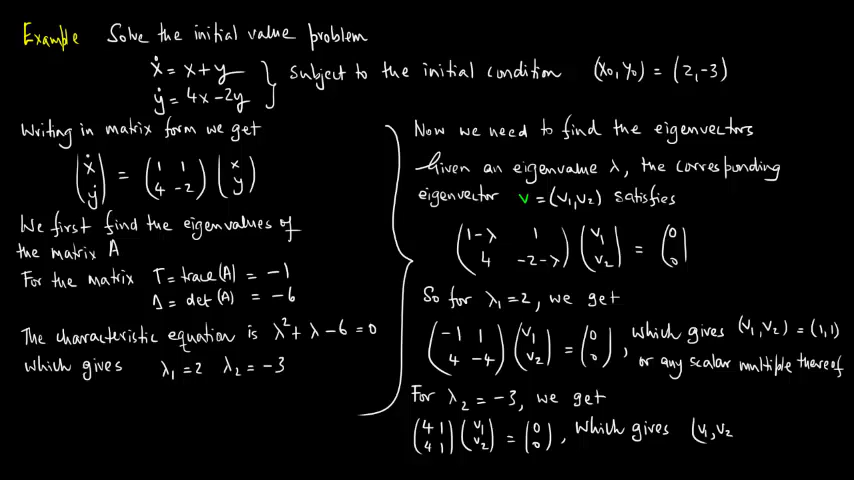 Example Solve the initial value problem
ẋ = x + y
ẏ = 4x - 2y
} subject to the initial condition (x0, y0) = (2, -3)
Writing in matrix form we get
(ẋ ẏ) = (1 1 4 -2) (x y)
We first find the eigenvalues of
the matrix A
For the matrix T = trace(A) = -1
Δ = det(A) = -6
The characteristic equation is λ² + λ - 6 = 0
which gives λ1 = 2 λ2 = -3
Now we need to find the eigenvectors
Given an eigenvalue λ, the corresponding
eigenvector v = (v1, v2) satisfies
(1-λ 1 4 -2-λ) (v1 v2) = (0 0)
So for λ1 = 2, we get
(-1 1 4 -4) (v1 v2) = (0 0), which gives (v1, v2) = (1, 1)
or any scalar multiple thereof
For λ2 = -3, we get
(4 1 4 1) (v1 v2) = (0 0), which gives (v1, v2